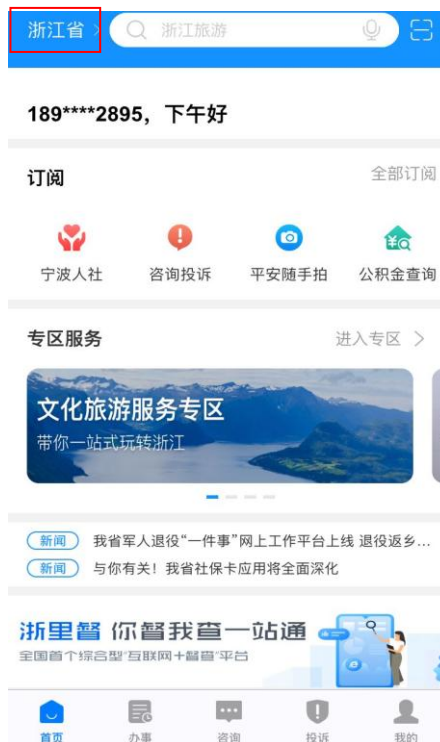 浙江省 浙江旅游
189****2895，下午好
订阅 全部订阅
宁波人社 咨询投诉 平安随手拍 公积金查询
专区服务 进入专区
文化旅游服务专区
带你一站式玩转浙江
新闻 我省军人退役“一件事”网上工作平台上线 退役返乡...
新闻 与你有关！我省社保卡应用将全面深化
浙里督 你督我查一站通
全国首个综合型“互联网+督查”平台
首页 办事 咨询 投诉 我的